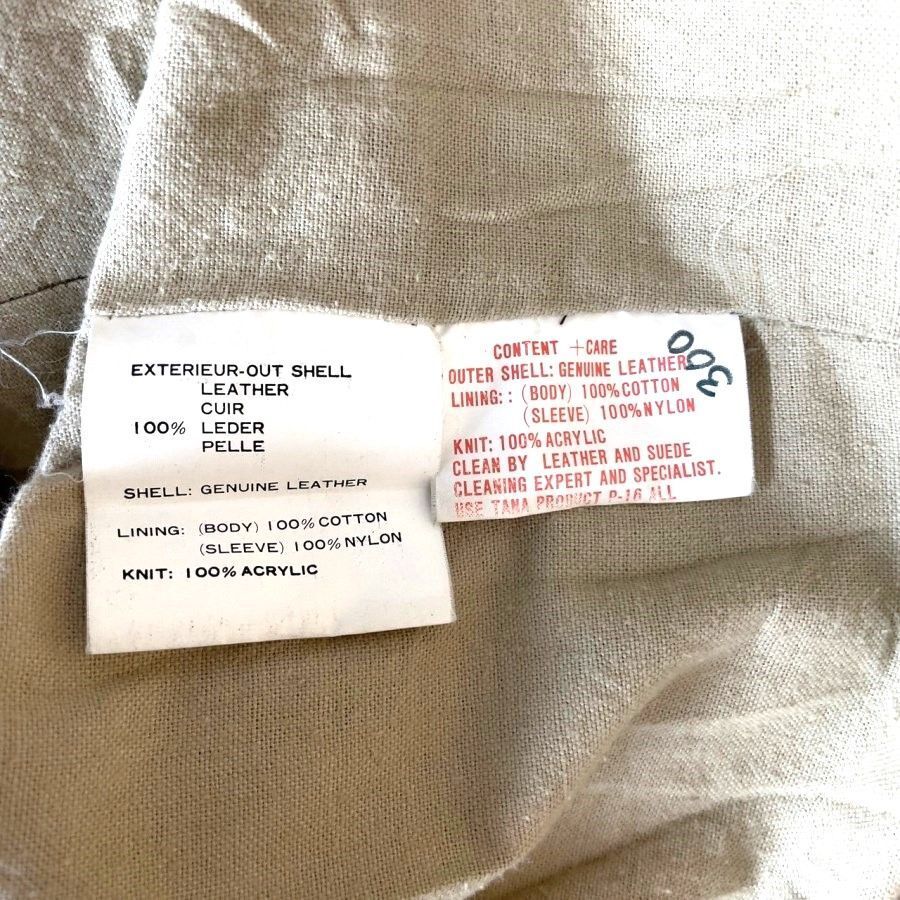 EXTERIEUR-OUT SHELL
LEATHER
CUIR
100% LEDER
PELLE
SHELL: GENUINE LEATHER
LINING: (BODY) 100% COTTON
(SLEEVE) 100% NYLON
KNIT: 100% ACRYLIC
CONTENT +CARE
OUTER SHELL: GENUINE LEATHER
LINING: : (BODY) 100% COTTON
(SLEEVE) 100% NYLON
KNIT: 100% ACRYLIC
CLEAN BY LEATHER AND SUEDE
CLEANING EXPERT AND SPECIALIST.
USE TANA PRODUCT P-16 ALL
300